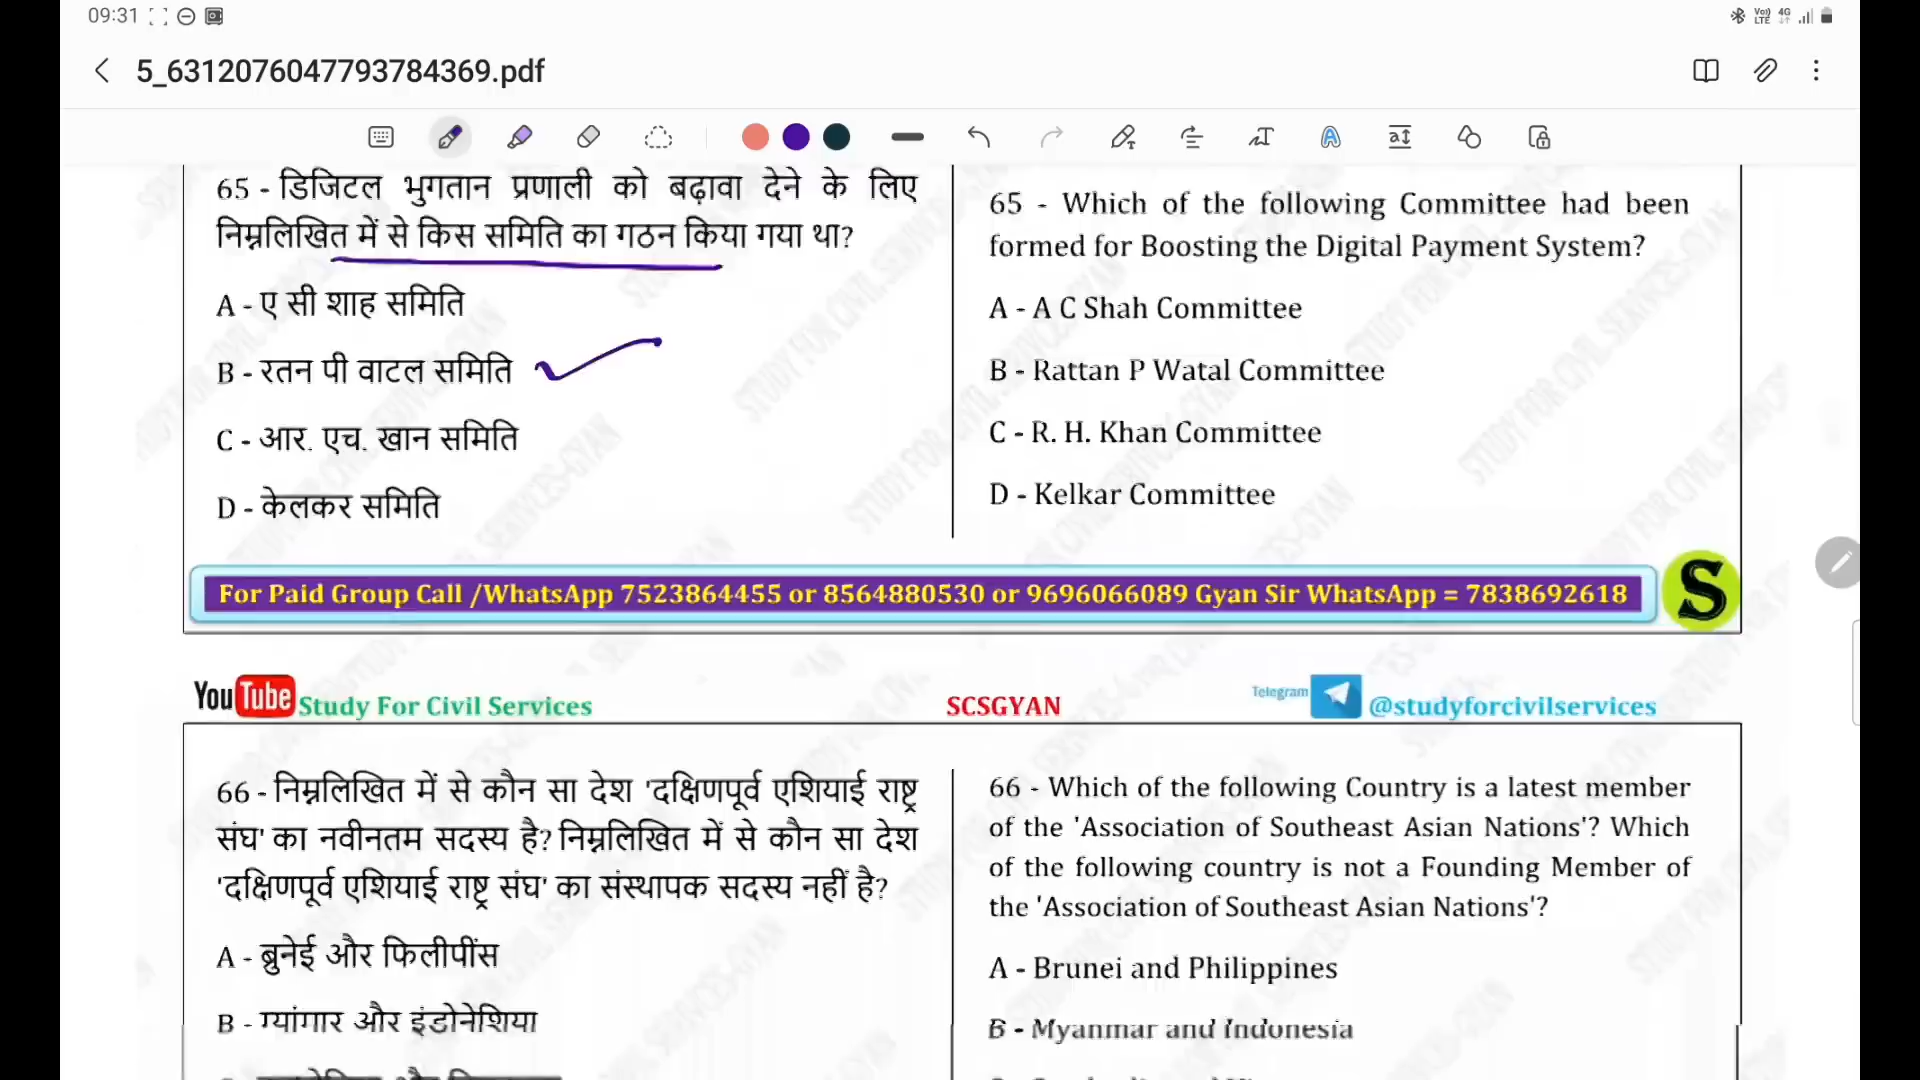 09:31
Vo))
LTE
4G
5_6312076047793784369.pdf
65 - डिजिटल भुगतान प्रणाली को बढ़ावा देने के लिए
निम्नलिखित में से किस समिति का गठन किया गया था?
A - ए सी शाह समिति
B - रतन पी वाटल समिति
C - आर. एच. खान समिति
D - केलकर समिति
65 - Which of the following Committee had been
formed for Boosting the Digital Payment System?
A - A C Shah Committee
B - Rattan P Watal Committee
C - R. H. Khan Committee
D - Kelkar Committee
For Paid Group Call /WhatsApp 7523864455 or 8564880530 or 9696066089 Gyan Sir WhatsApp = 7838692618
S
YouTube Study For Civil Services
SCSGYAN
Telegram @studyforcivilservices
66 - निम्नलिखित में से कौन सा देश 'दक्षिणपूर्व एशियाई राष्ट्र
संघ' का नवीनतम सदस्य है? निम्नलिखित में से कौन सा देश
'दक्षिणपूर्व एशियाई राष्ट्र संघ' का संस्थापक सदस्य नहीं है?
A - ब्रुनेई और फिलीपींस
B - म्यांमार और इंडोनेशिया
66 - Which of the following Country is a latest member
of the 'Association of Southeast Asian Nations'? Which
of the following country is not a Founding Member of
the 'Association of Southeast Asian Nations'?
A - Brunei and Philippines
B - Myanmar and Indonesia